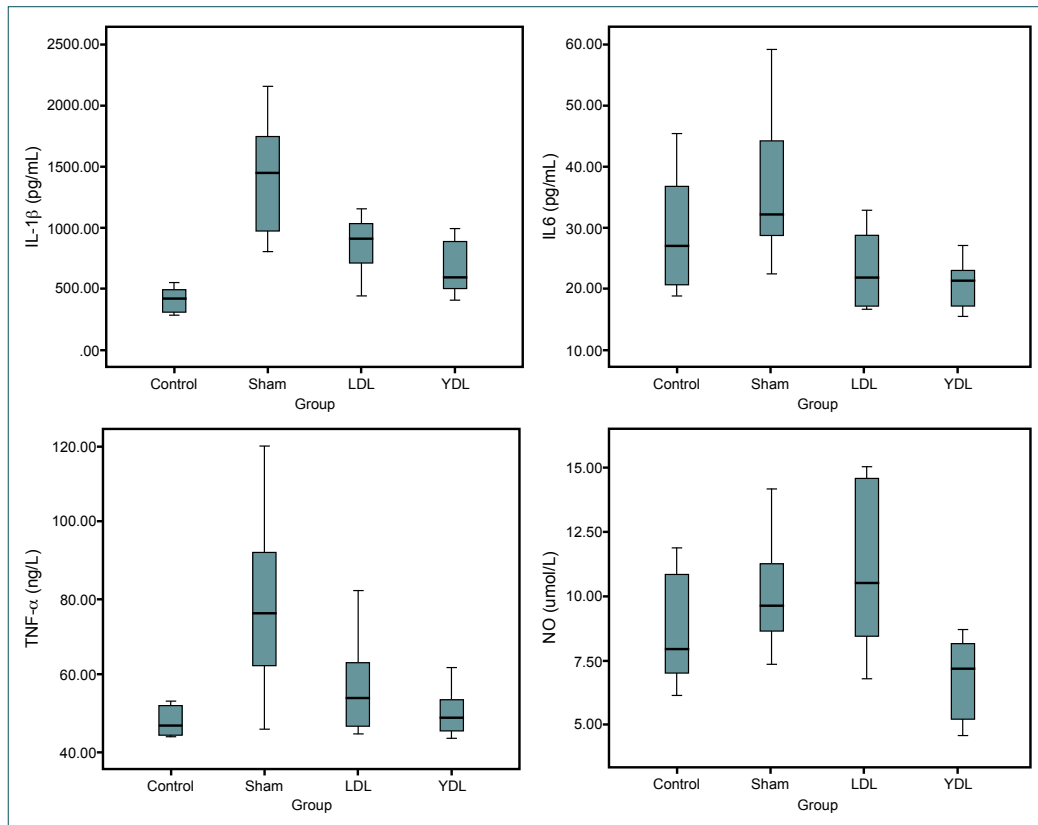 2500.00
2000.00
1500.00
1000.00
500.00
.00
IL-1β (pg/mL)
Control Sham LDL YDL
Group
60.00
50.00
40.00
30.00
20.00
10.00
IL6 (pg/mL)
Control Sham LDL YDL
Group
120.00
100.00
80.00
60.00
40.00
TNF-α (ng/L)
Control Sham LDL YDL
Group
15.00
12.50
10.00
7.50
5.00
NO (umol/L)
Control Sham LDL YDL
Group